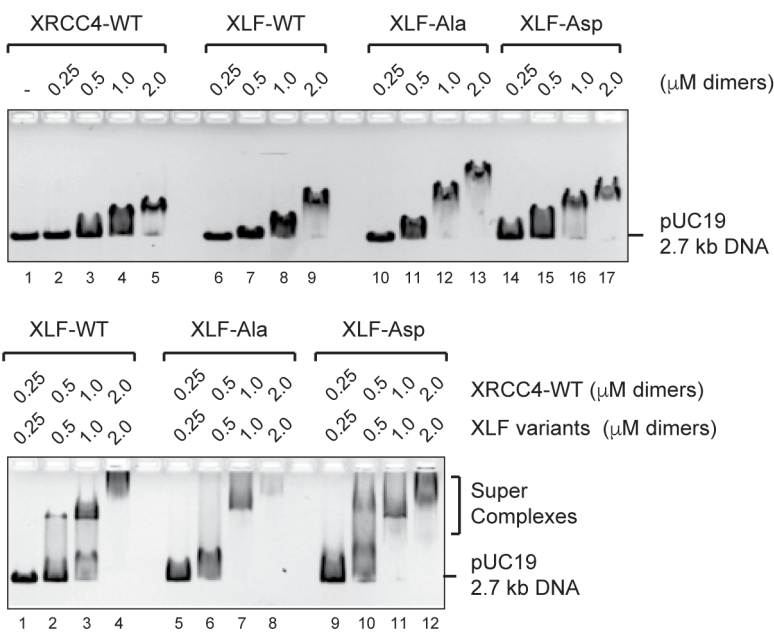 XRCC4-WT XLF-WT XLF-Ala XLF-Asp
- 0.25 0.5 1.0 2.0 0.25 0.5 1.0 2.0 0.25 0.5 1.0 2.0 0.25 0.5 1.0 2.0 (μM dimers)
pUC19
2.7 kb DNA
1 2 3 4 5 6 7 8 9 10 11 12 13 14 15 16 17
XLF-WT XLF-Ala XLF-Asp
0.25 0.5 1.0 2.0 0.25 0.5 1.0 2.0 0.25 0.5 1.0 2.0 XRCC4-WT (μM dimers)
0.25 0.5 1.0 2.0 0.25 0.5 1.0 2.0 0.25 0.5 1.0 2.0 XLF variants (μM dimers)
Super
Complexes
pUC19
2.7 kb DNA
1 2 3 4 5 6 7 8 9 10 11 12